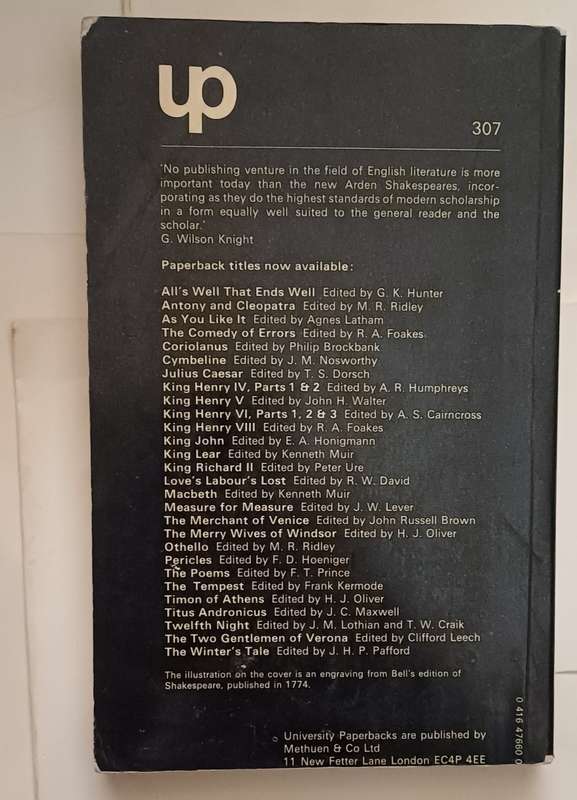 up
307
'No publishing venture in the field of English literature is more
important today than the new Arden Shakespeares, incor-
porating as they do the highest standards of modern scholarship
in a form equally well suited to the general reader and the
scholar.'
G. Wilson Knight
Paperback titles now available:
All's Well That Ends Well Edited by G. K. Hunter
Antony and Cleopatra Edited by M. R. Ridley
As You Like It Edited by Agnes Latham
The Comedy of Errors Edited by R. A. Foakes
Coriolanus Edited by Philip Brockbank
Cymbeline Edited by J. M. Nosworthy
Julius Caesar Edited by T. S. Dorsch
King Henry IV, Parts 1 & 2 Edited by A. R. Humphreys
King Henry V Edited by John H. Walter
King Henry VI, Parts 1, 2 & 3 Edited by A. S. Cairncross
King Henry VIII Edited by R. A. Foakes
King John Edited by E. A. Honigmann
King Lear Edited by Kenneth Muir
King Richard II Edited by Peter Ure
Love's Labour's Lost Edited by R. W. David
Macbeth Edited by Kenneth Muir
Measure for Measure Edited by J. W. Lever
The Merchant of Venice Edited by John Russell Brown
The Merry Wives of Windsor Edited by H. J. Oliver
Othello Edited by M. R. Ridley
Pericles Edited by F. D. Hoeniger
The Poems Edited by F. T. Prince
The Tempest Edited by Frank Kermode
Timon of Athens Edited by H. J. Oliver
Titus Andronicus Edited by J. C. Maxwell
Twelfth Night Edited by J. M. Lothian and T. W. Craik
The Two Gentlemen of Verona Edited by Clifford Leech
The Winter's Tale Edited by J. H. P. Pafford
The illustration on the cover is an engraving from Bell's edition of
Shakespeare, published in 1774.
University Paperbacks are published by
Methuen & Co Ltd
11 New Fetter Lane London EC4P 4EE
0 416 47660 0